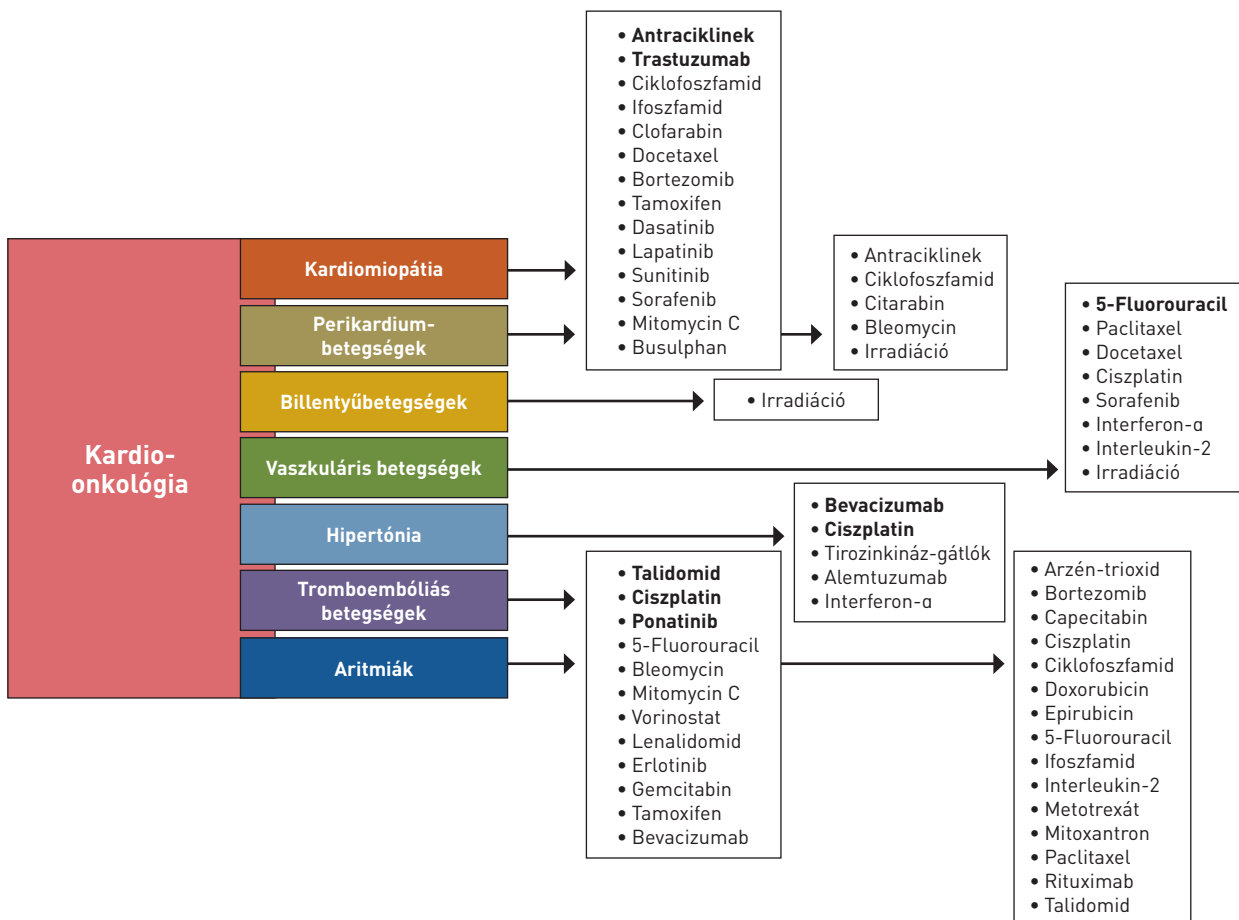 Kardio-
onkológia
Kardiomiopátia
• Antraciklinek
• Trastuzumab
• Ciklofoszfamid
• Ifoszfamid
• Clofarabin
• Docetaxel
• Bortezomib
• Tamoxifen
• Dasatinib
• Lapatinib
• Sunitinib
• Sorafenib
• Mitomycin C
• Busulphan
Perikardium-
betegségek
• Antraciklinek
• Ciklofoszfamid
• Citarabin
• Bleomycin
• Irradiáció
Billentyűbetegségek
• Irradiáció
Vaszkuláris betegségek
• 5-Fluorouracil
• Paclitaxel
• Docetaxel
• Ciszplatin
• Sorafenib
• Interferon-α
• Interleukin-2
• Irradiáció
Hipertónia
• Bevacizumab
• Ciszplatin
• Tirozinkináz-gátlók
• Alemtuzumab
• Interferon-α
Tromboembóliás
betegségek
• Talidomid
• Ciszplatin
• Ponatinib
• 5-Fluorouracil
• Bleomycin
• Mitomycin C
• Vorinostat
• Lenalidomid
• Erlotinib
• Gemcitabin
• Tamoxifen
• Bevacizumab
Aritmiák
• Arzén-trioxid
• Bortezomib
• Capecitabin
• Ciszplatin
• Ciklofoszfamid
• Doxorubicin
• Epirubicin
• 5-Fluorouracil
• Ifoszfamid
• Interleukin-2
• Metotrexát
• Mitoxantron
• Paclitaxel
• Rituximab
• Talidomid